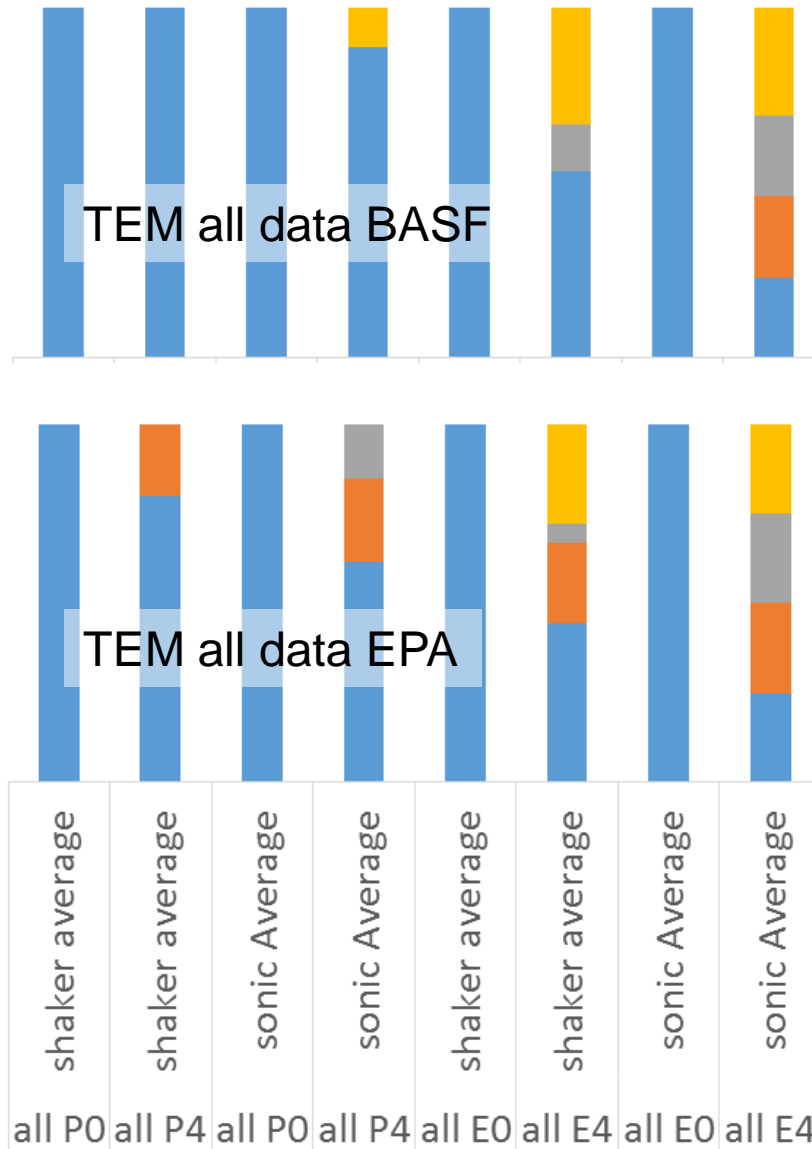 TEM all data BASF
TEM all data EPA
shaker average
shaker average
sonic Average
sonic Average
shaker average
shaker average
sonic Average
sonic Average
all P0 all P4 all P0 all P4 all E0 all E4 all E0 all E4